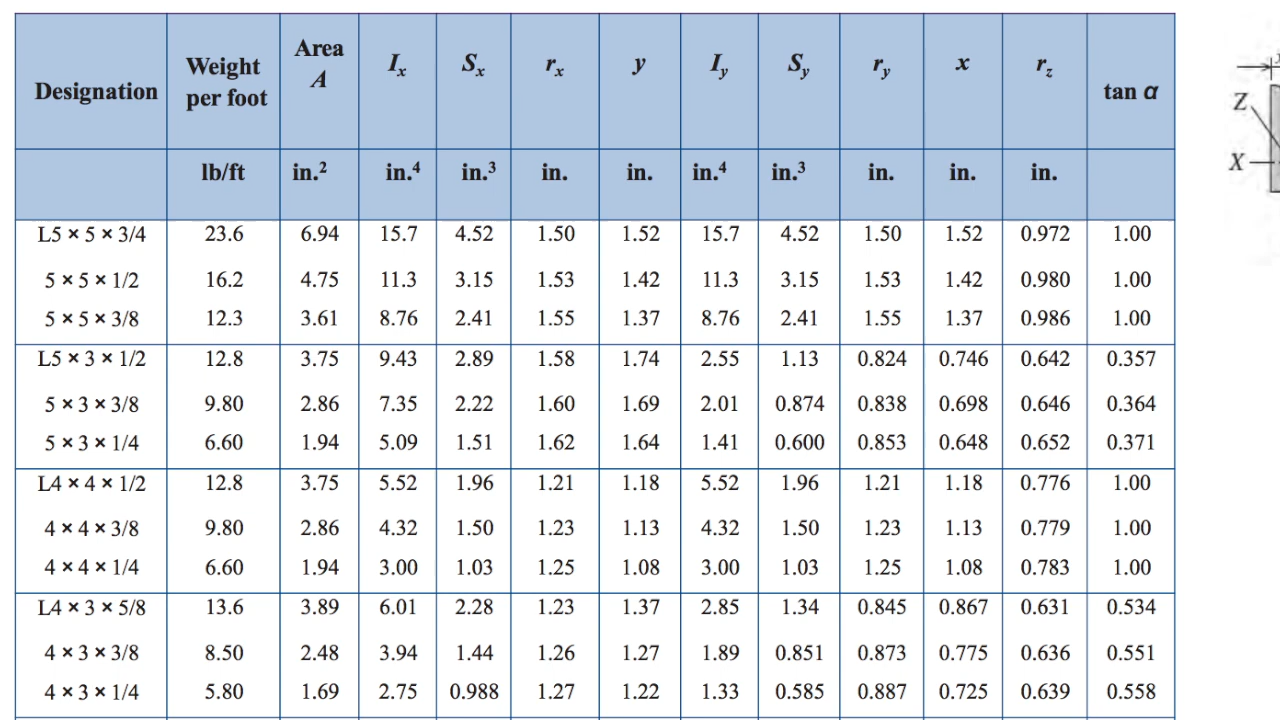 Designation Weight per foot Area A Ix Sx rx y Iy Sy ry x rz tan α
lb/ft in.² in.⁴ in.³ in. in. in.⁴ in.³ in. in. in.
L5 × 5 × 3/4 23.6 6.94 15.7 4.52 1.50 1.52 15.7 4.52 1.50 1.52 0.972 1.00
5 × 5 × 1/2 16.2 4.75 11.3 3.15 1.53 1.42 11.3 3.15 1.53 1.42 0.980 1.00
5 × 5 × 3/8 12.3 3.61 8.76 2.41 1.55 1.37 8.76 2.41 1.55 1.37 0.986 1.00
L5 × 3 × 1/2 12.8 3.75 9.43 2.89 1.58 1.74 2.55 1.13 0.824 0.746 0.642 0.357
5 × 3 × 3/8 9.80 2.86 7.35 2.22 1.60 1.69 2.01 0.874 0.838 0.698 0.646 0.364
5 × 3 × 1/4 6.60 1.94 5.09 1.51 1.62 1.64 1.41 0.600 0.853 0.648 0.652 0.371
L4 × 4 × 1/2 12.8 3.75 5.52 1.96 1.21 1.18 5.52 1.96 1.21 1.18 0.776 1.00
4 × 4 × 3/8 9.80 2.86 4.32 1.50 1.23 1.13 4.32 1.50 1.23 1.13 0.779 1.00
4 × 4 × 1/4 6.60 1.94 3.00 1.03 1.25 1.08 3.00 1.03 1.25 1.08 0.783 1.00
L4 × 3 × 5/8 13.6 3.89 6.01 2.28 1.23 1.37 2.85 1.34 0.845 0.867 0.631 0.534
4 × 3 × 3/8 8.50 2.48 3.94 1.44 1.26 1.27 1.89 0.851 0.873 0.775 0.636 0.551
4 × 3 × 1/4 5.80 1.69 2.75 0.988 1.27 1.22 1.33 0.585 0.887 0.725 0.639 0.558
Z
X